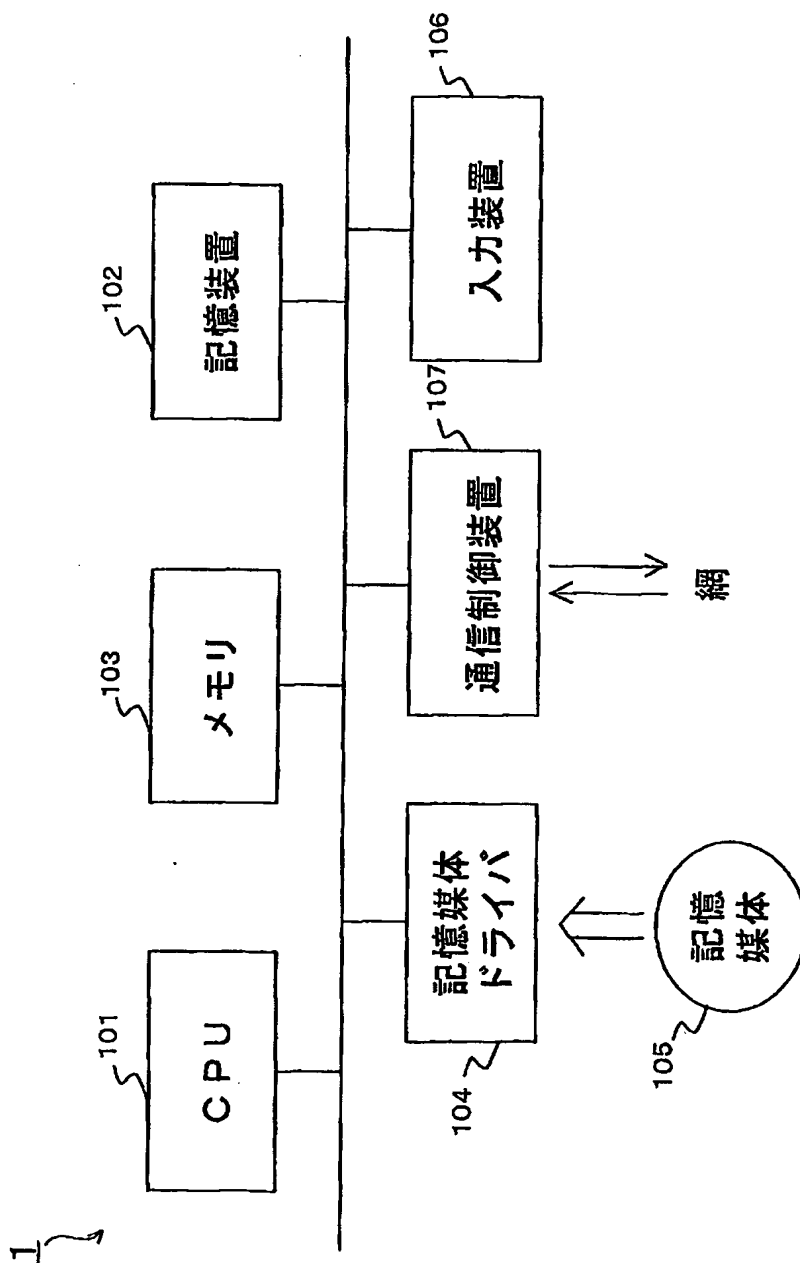 1
101
CPU
103
メモリ
102
記憶装置
104
記憶媒体
ドライバ
107
通信制御装置
106
入力装置
105
記憶
媒体
網